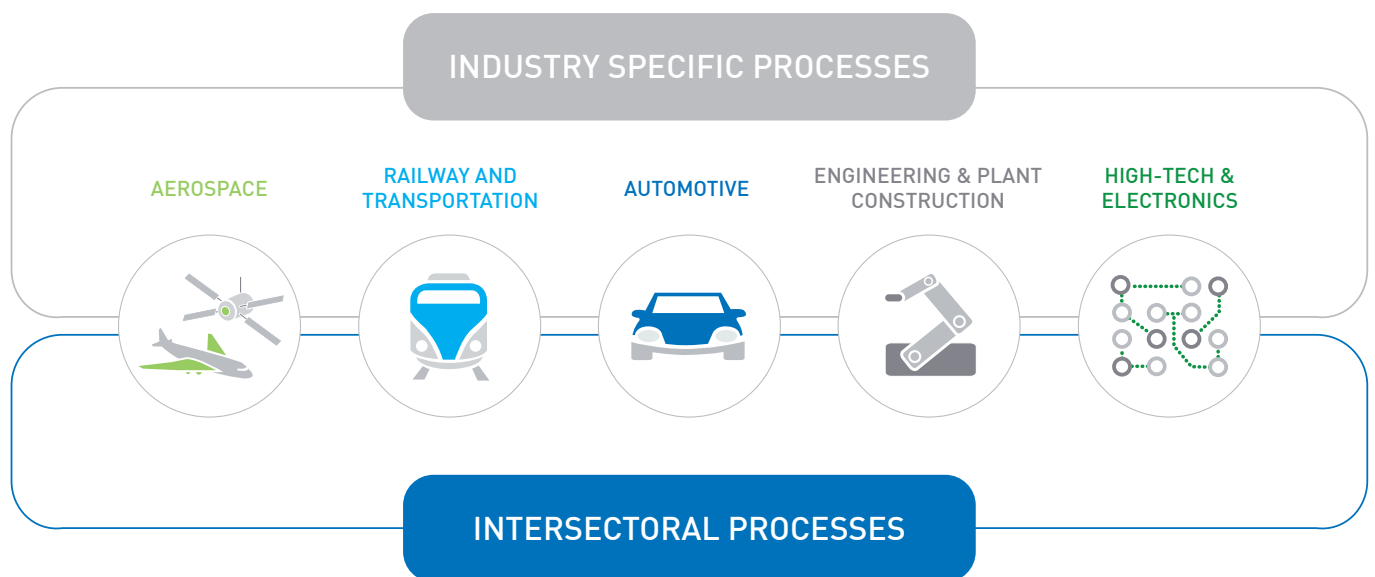 INDUSTRY SPECIFIC PROCESSES
AEROSPACE
RAILWAY AND
TRANSPORTATION
AUTOMOTIVE
ENGINEERING & PLANT
CONSTRUCTION
HIGH-TECH &
ELECTRONICS
INTERSECTORAL PROCESSES